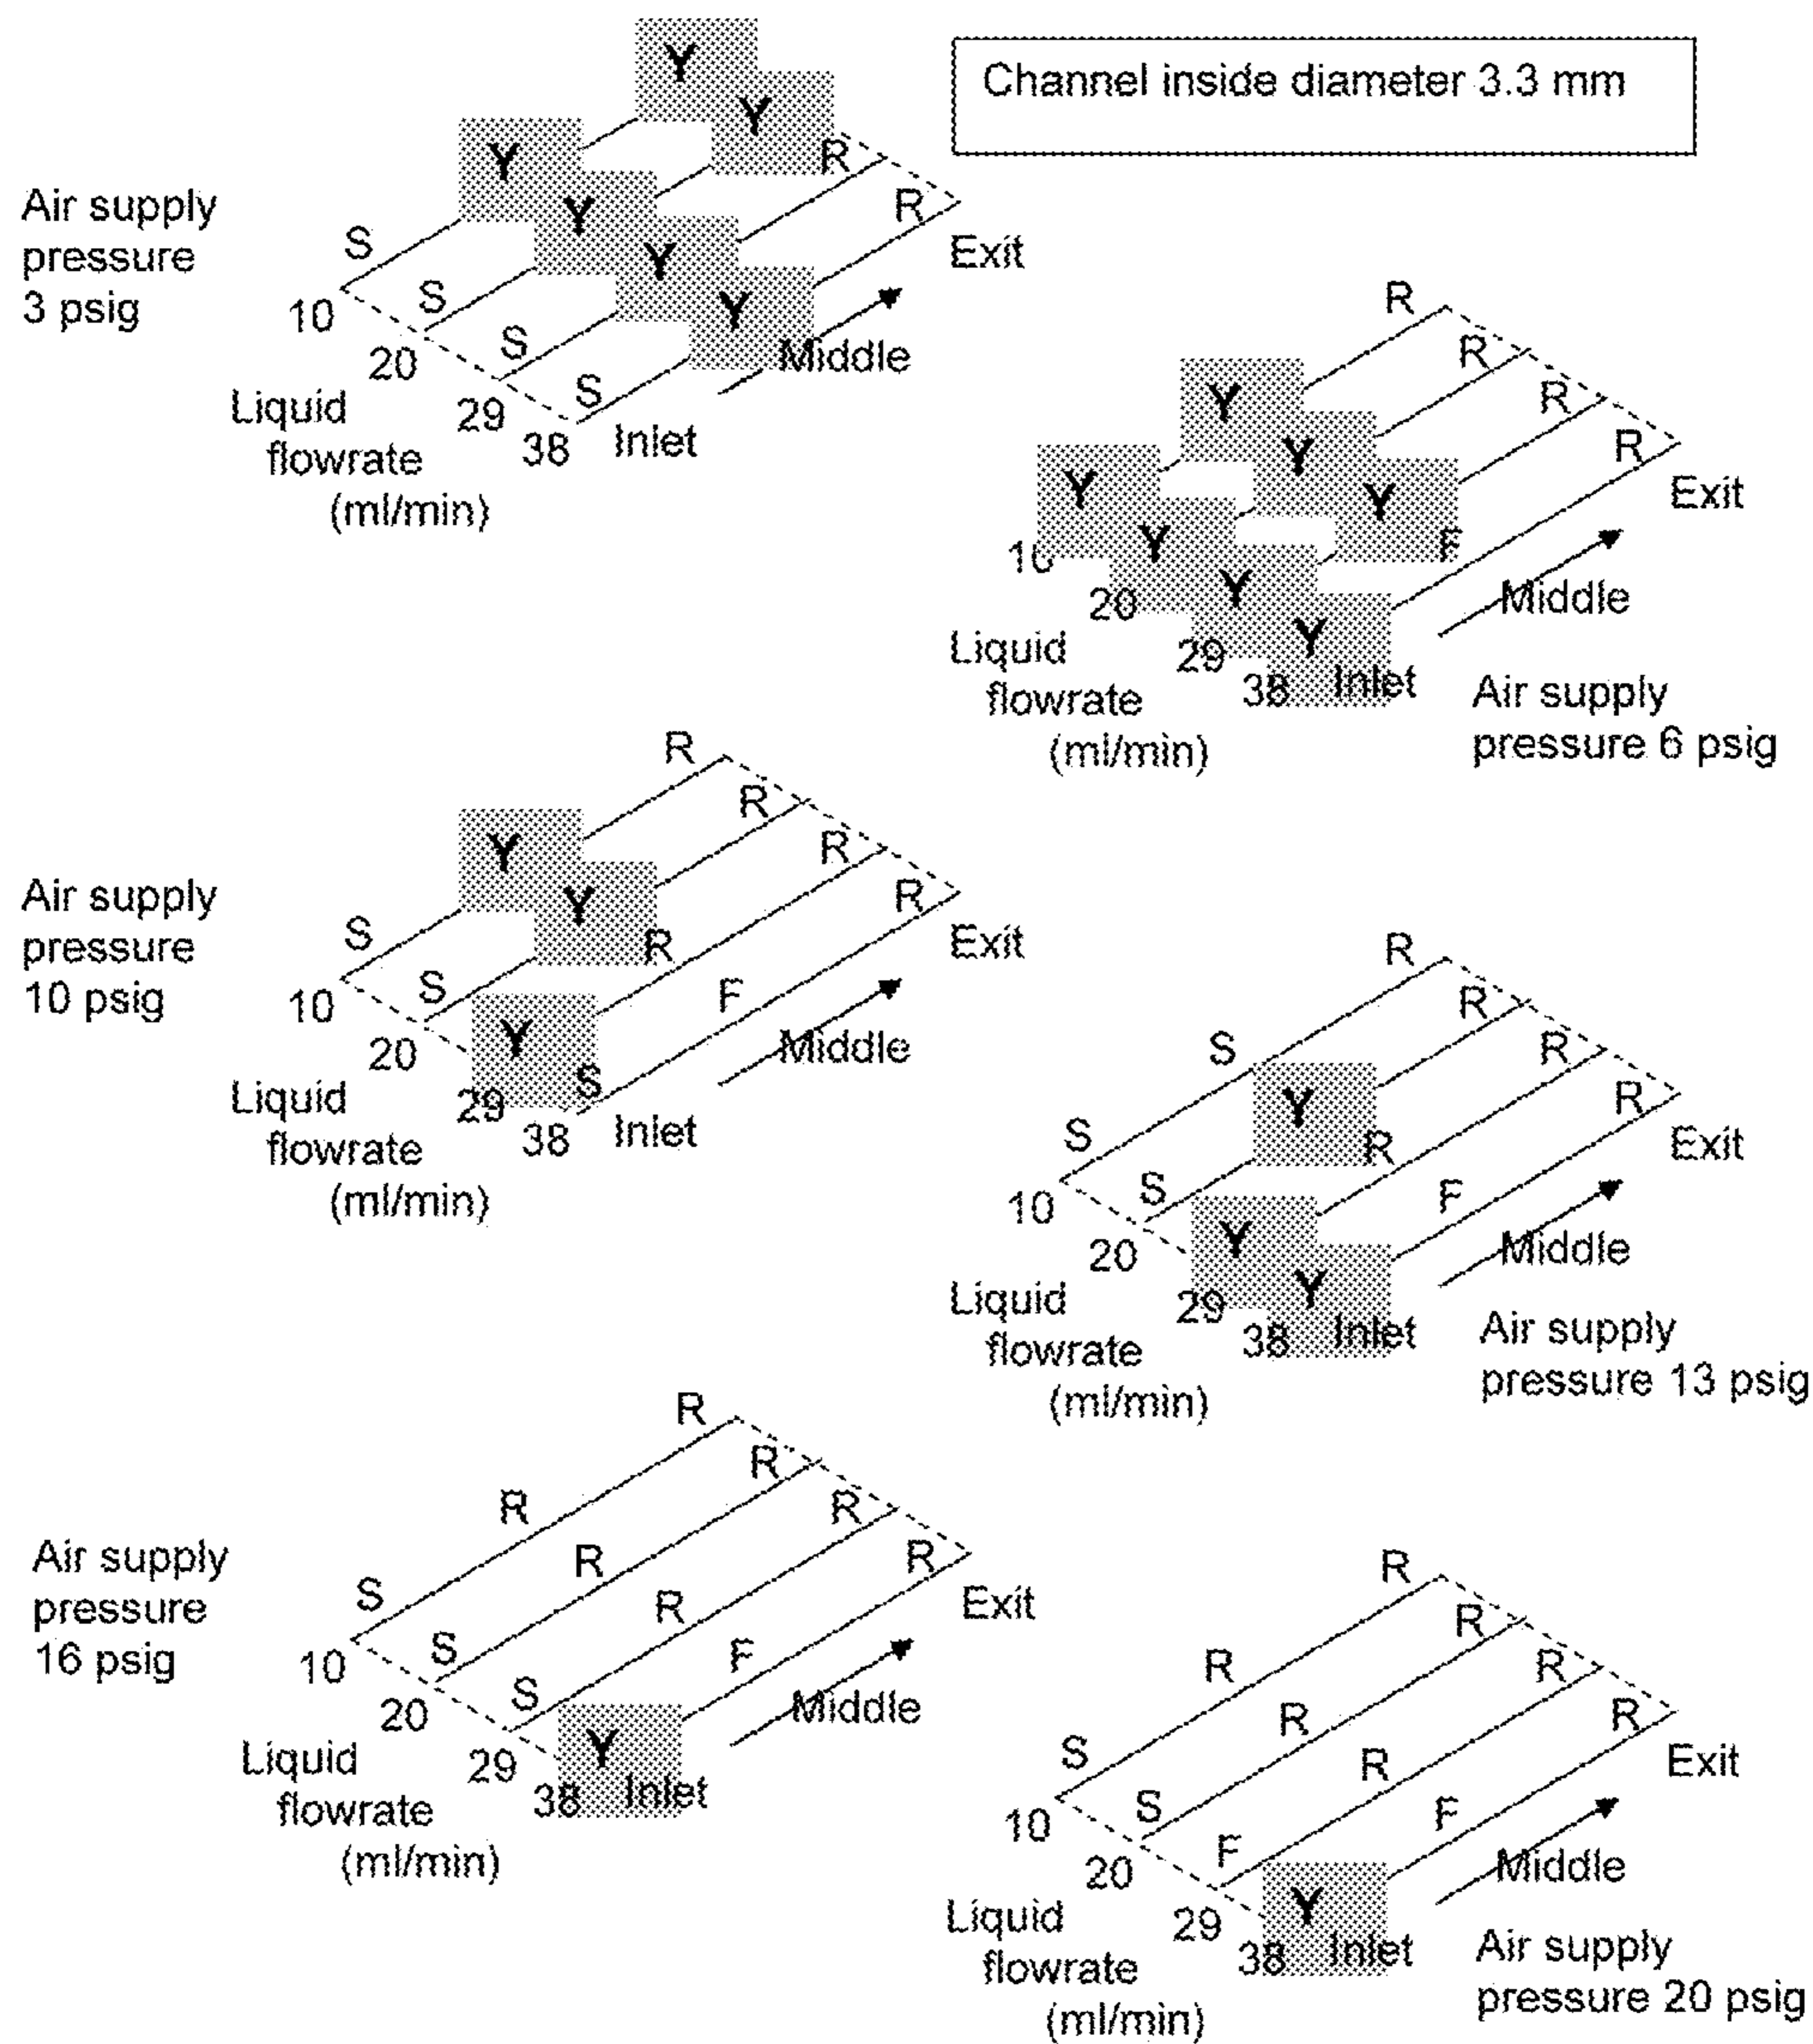 Channel inside diameter 3.3 mm
Y
Y
Y
R
Y
R
S
Y
S
Y
S
S
Air supply
pressure
3 psig
10
20
29
38
Liquid
flowrate
(ml/min)
Inlet
Middle
Exit
R
R
Y
R
Y
R
Y
Y
F
Y
Y
Y
10
20
29
38
Liquid
flowrate
(ml/min)
Inlet
Middle
Exit
Air supply
pressure 6 psig
R
R
Y
R
Y
R
S
R
S
F
Y
S
Air supply
pressure
10 psig
10
20
29
38
Liquid
flowrate
(ml/min)
Inlet
Middle
Exit
R
R
S
R
Y
R
S
R
S
F
Y
Y
10
20
29
38
Liquid
flowrate
(ml/min)
Inlet
Middle
Exit
Air supply
pressure 13 psig
R
R
R
R
R
R
S
R
S
F
S
Y
Air supply
pressure
16 psig
10
20
29
38
Liquid
flowrate
(ml/min)
Inlet
Middle
Exit
R
R
R
R
R
R
S
R
S
F
F
Y
10
20
29
38
Liquid
flowrate
(ml/min)
Inlet
Middle
Exit
Air supply
pressure 20 psig